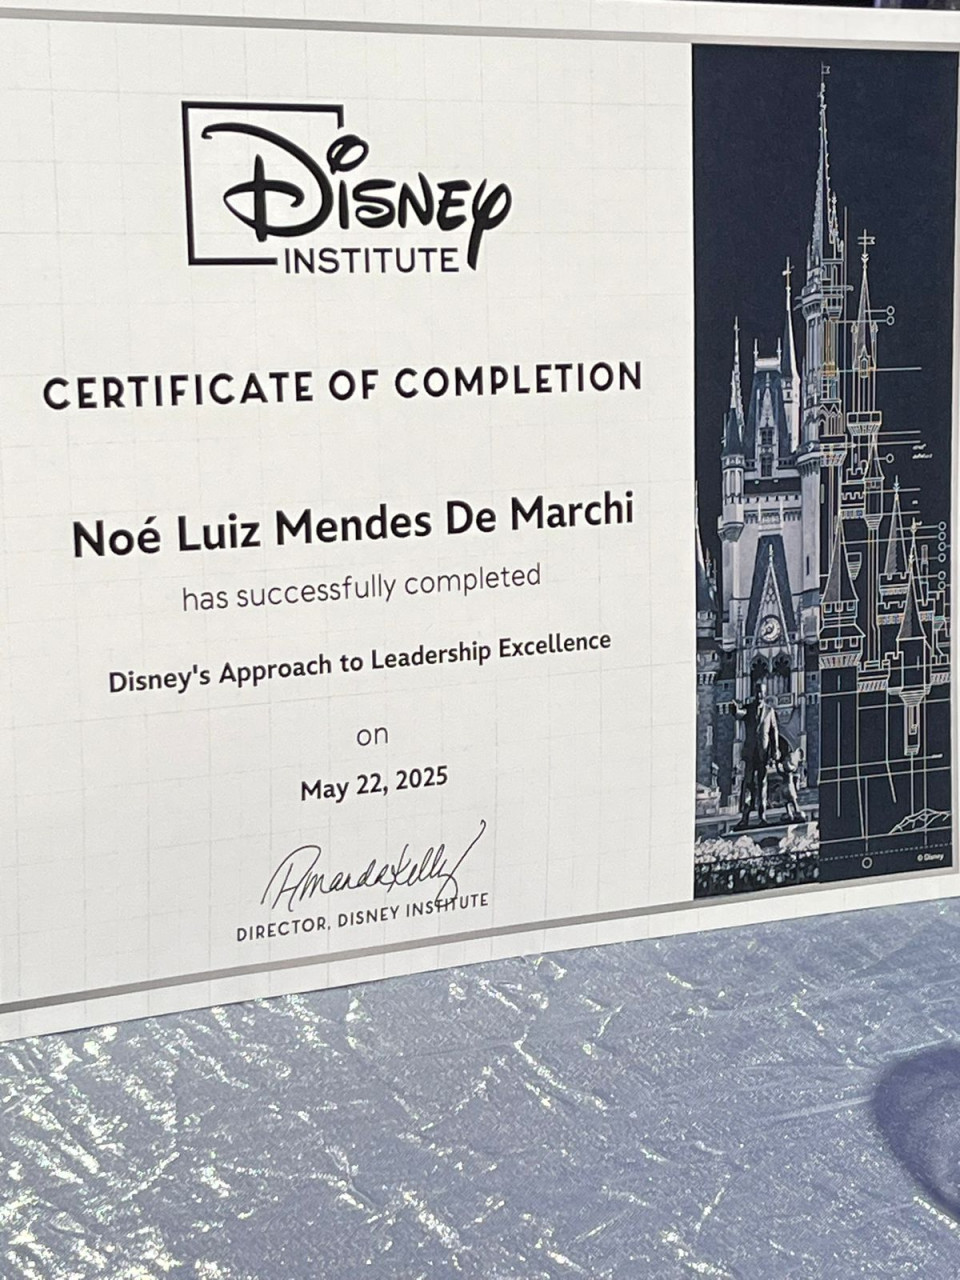 Disney
INSTITUTE
CERTIFICATE OF COMPLETION
Noé Luiz Mendes De Marchi
has successfully completed
Disney's Approach to Leadership Excellence
on
May 22, 2025
Amanda Kelly
DIRECTOR, DISNEY INSTITUTE
© Disney